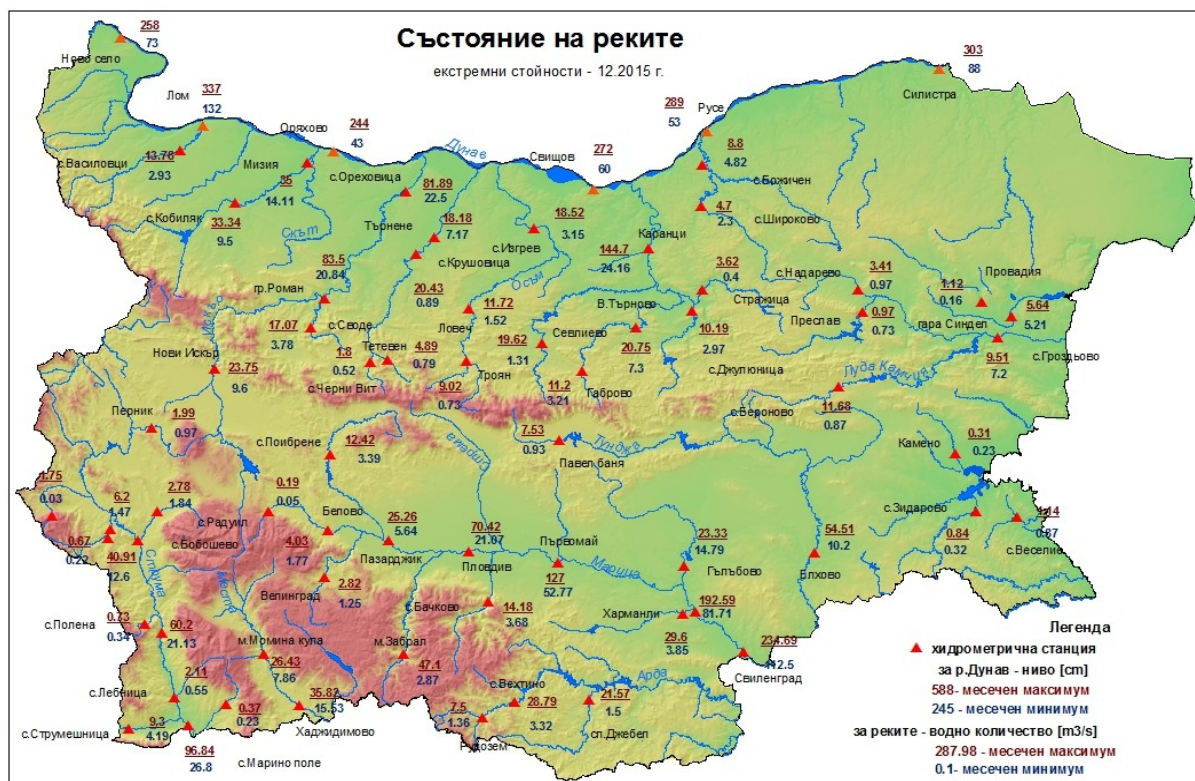 Състояние на реките
екстремни стойности - 12.2015 г.
258
73
Ново село
303
88
Силистра
Лом
337
132
Оряхово
244
43
289
53
Русе
Дунав
Свищов
272
60
8.8
4.82
с.Божичен
с.Василовци
13.78
2.93
Мизия
35
14.11
с.Ореховица
81.89
22.5
4.7
2.3
с.Широково
с.Кобиляк
33.34
9.5
Скът
Търнене
18.18
7.17
с.Крушовица
с.Изгрев
18.52
3.15
Каранци
144.7
24.16
83.5
20.84
гр.Роман
20.43
0.89
Осъм
3.62
0.4
Стражица
с.Надарево
3.41
0.97
Провадия
1.12
0.16
5.64
5.21
с.Гроздьово
17.07
3.78
с.Своде
Ловеч
11.72
1.52
В.Търново
Севлиево
19.62
1.31
10.19
2.97
с.Джулюница
Преслав
0.97
0.73
гара Синдел
9.51
7.2
Нови Искър
23.75
9.6
1.8
0.52
с.Черни Вит
Тетевен
4.89
0.79
Троян
9.02
0.73
20.75
7.3
11.2
3.21
Габрово
Луда Камчия
с.Вероново
11.68
0.87
Перник
1.99
0.97
с.Поибрене
12.42
3.39
7.53
0.93
Павел баня
Тунджа
Камено
0.31
0.23
1.75
0.03
6.2
1.47
2.78
1.84
с.Радуил
0.19
0.05
Белово
4.03
1.77
25.26
5.64
Пазарджик
70.42
21.07
Пловдив
Първомай
127
52.77
Марица
23.33
14.79
Гълъбово
54.51
10.2
Елхово
с.Зидарово
0.84
0.32
с.Веселие
0.67
с.Бобошево
40.91
12.6
Струма
Места
Велинград
2.82
1.25
с.Бачково
14.18
3.68
Харманли
192.59
81.71
29.6
3.85
234.69
Свиленград
с.Полена
0.73
0.34
60.2
21.13
м.Момина кула
26.43
7.86
м.Забрал
47.1
2.87
с.Вехтино
28.79
3.32
Арда
21.57
1.5
сп.Джебел
7.5
1.36
Рудозем
с.Лебница
2.11
0.55
0.37
0.23
35.82
15.53
Хаджидимово
с.Струмешница
9.3
4.19
96.84
26.8
с.Марино поле
Легенда
хидрометрична станция
за р.Дунав - ниво [cm]
588- месечен максимум
245 - месечен минимум
за реките - водно количество [m3/s]
287.98 - месечен максимум
0.1- месечен минимум